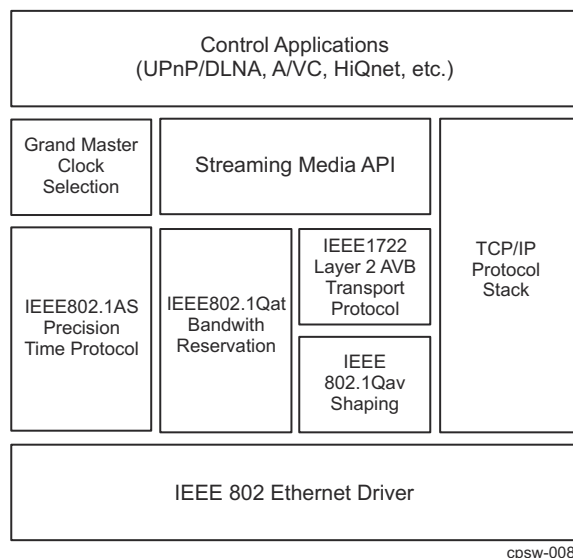 Control Applications
(UPnP/DLNA, A/VC, HiQnet, etc.)
Grand Master
Clock
Selection
Streaming Media API
IEEE802.1AS
Precision
Time Protocol
IEEE802.1Qat
Bandwith
Reservation
IEEE1722
Layer 2 AVB
Transport
Protocol
IEEE
802.1Qav
Shaping
TCP/IP
Protocol
Stack
IEEE 802 Ethernet Driver
cpsw-008